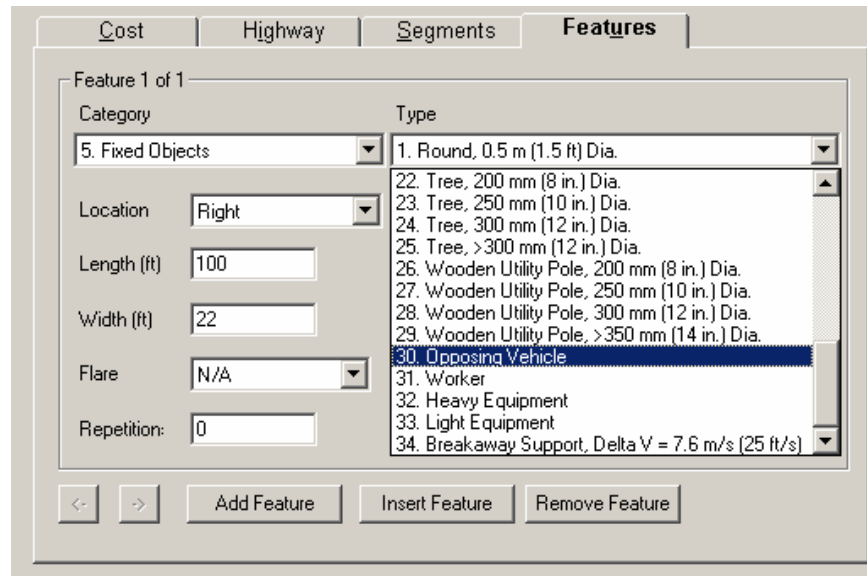 Cost Highway Segments Features
Feature 1 of 1
Category Type
5. Fixed Objects 1. Round, 0.5 m (1.5 ft) Dia.
22. Tree, 200 mm (8 in.) Dia.
23. Tree, 250 mm (10 in.) Dia.
24. Tree, 300 mm (12 in.) Dia.
25. Tree, >300 mm (12 in.) Dia.
26. Wooden Utility Pole, 200 mm (8 in.) Dia.
27. Wooden Utility Pole, 250 mm (10 in.) Dia.
28. Wooden Utility Pole, 300 mm (12 in.) Dia.
29. Wooden Utility Pole, >350 mm (14 in.) Dia.
30. Opposing Vehicle
31. Worker
32. Heavy Equipment
33. Light Equipment
34. Breakaway Support, Delta V = 7.6 m/s (25 ft/s)
Location Right
Length (ft) 100
Width (ft) 22
Flare N/A
Repetition: 0
<- -> Add Feature Insert Feature Remove Feature